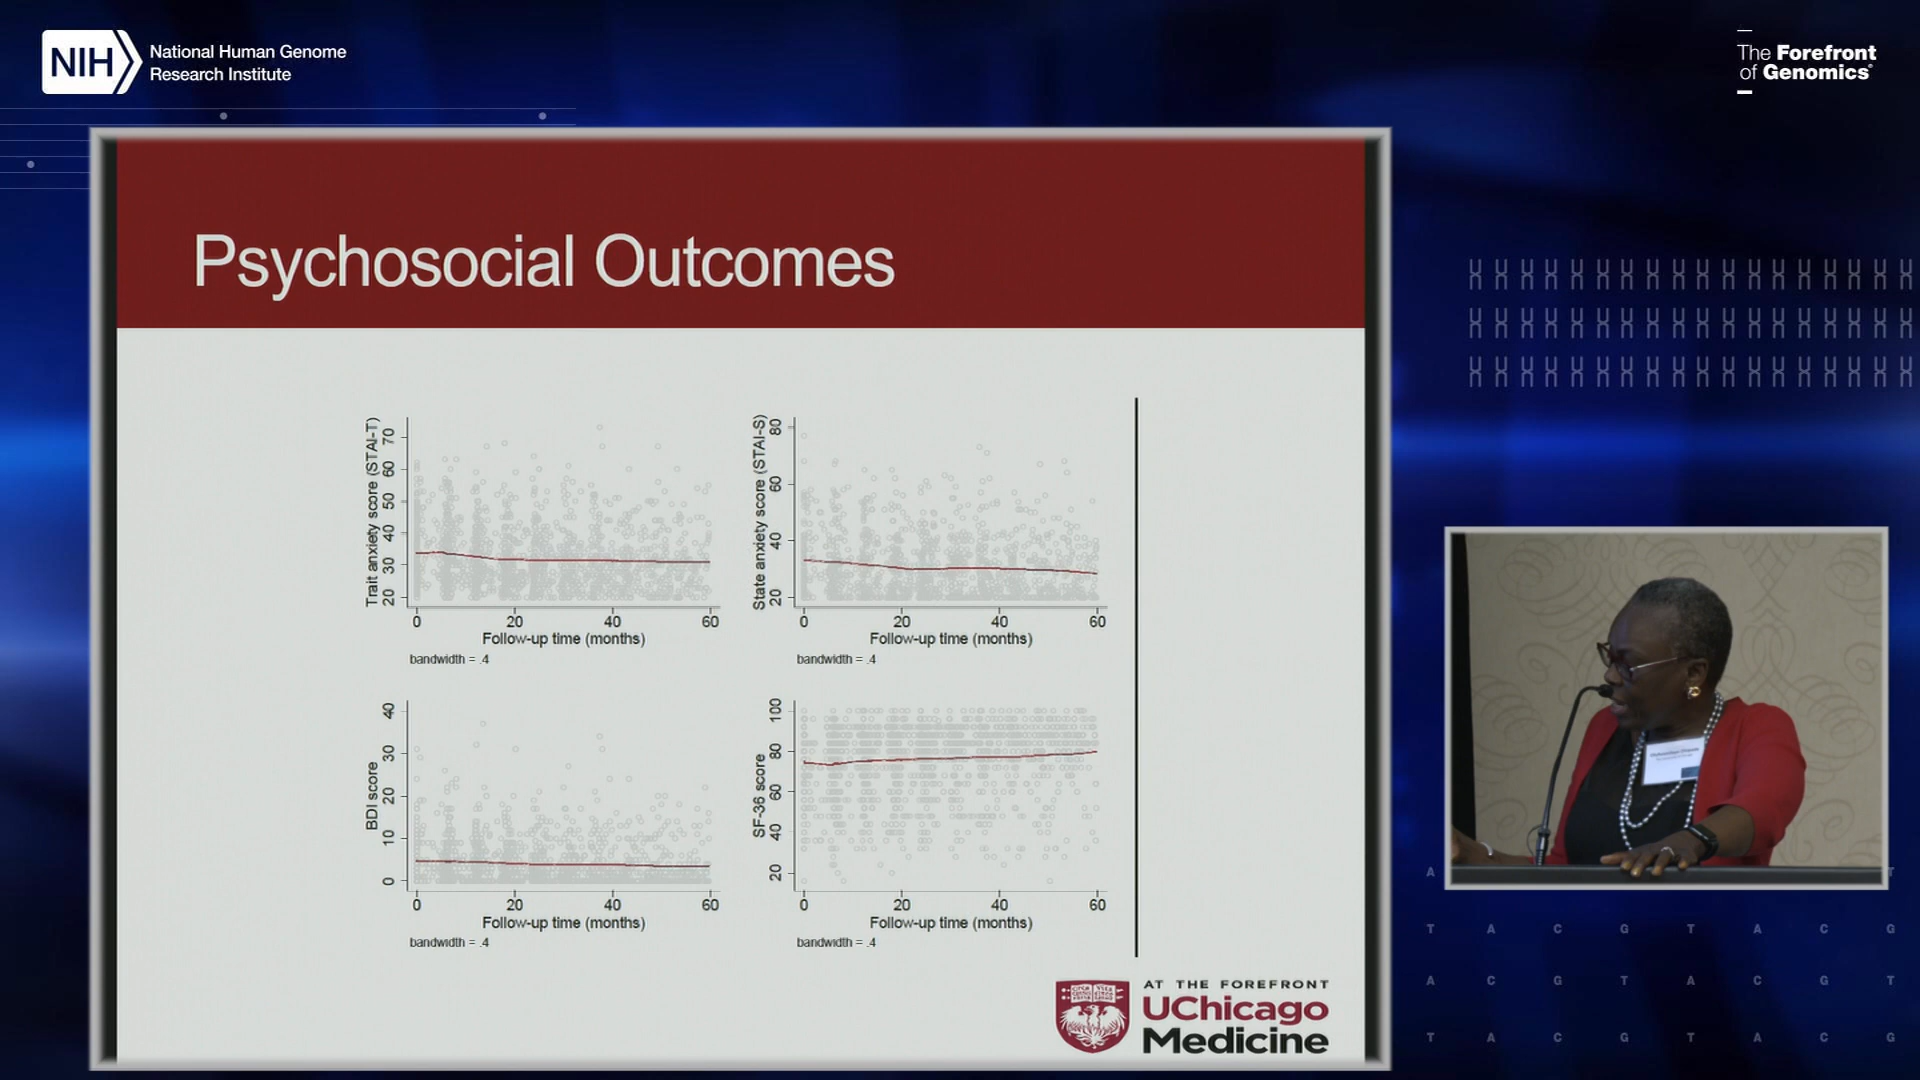 NIH
National Human Genome
Research Institute
The Forefront
of Genomics®
Psychosocial Outcomes
Trait anxiety score (STAI-T)
70
60
50
40
30
20
0 20 40 60
Follow-up time (months)
bandwidth = .4
State anxiety score (STAI-S)
80
60
40
20
0 20 40 60
Follow-up time (months)
bandwidth = .4
BDI score
40
30
20
10
0
0 20 40 60
Follow-up time (months)
bandwidth = .4
SF-36 score
100
80
60
40
20
0 20 40 60
Follow-up time (months)
bandwidth = .4
AT THE FOREFRONT
UChicago
Medicine
A T
T A C G T A C G
A C G T A C G T
T A C G T A C G